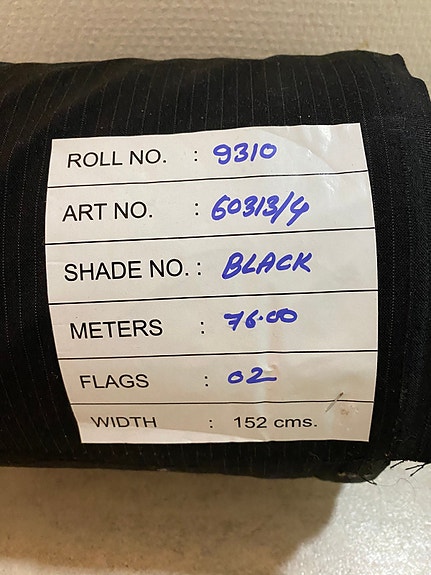 ROLL NO. : 9310
ART NO. : 60313/4
SHADE NO. : BLACK
METERS : 76.00
FLAGS : 02
WIDTH : 152 cms.